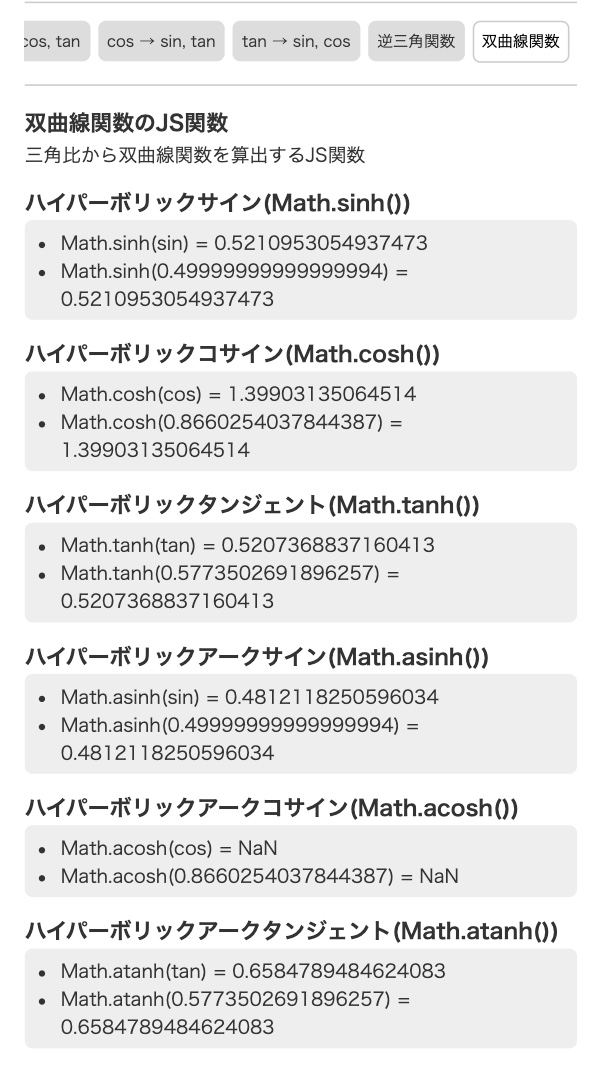 cos, tan
cos → sin, tan
tan → sin, cos
逆三角関数
双曲線関数
双曲線関数のJS関数
三角比から双曲線関数を算出するJS関数
ハイパーボリックサイン(Math.sinh())
• Math.sinh(sin) = 0.5210953054937473
• Math.sinh(0.49999999999999994) =
0.5210953054937473
ハイパーボリックコサイン(Math.cosh())
• Math.cosh(cos) = 1.39903135064514
• Math.cosh(0.8660254037844387) =
1.39903135064514
ハイパーボリックタンジェント(Math.tanh())
• Math.tanh(tan) = 0.5207368837160413
• Math.tanh(0.5773502691896257) =
0.5207368837160413
ハイパーボリックアークサイン(Math.asinh())
• Math.asinh(sin) = 0.4812118250596034
• Math.asinh(0.49999999999999994) =
0.4812118250596034
ハイパーボリックアークコサイン(Math.acosh())
• Math.acosh(cos) = NaN
• Math.acosh(0.8660254037844387) = NaN
ハイパーボリックアークタンジェント(Math.atanh())
• Math.atanh(tan) = 0.6584789484624083
• Math.atanh(0.5773502691896257) =
0.6584789484624083